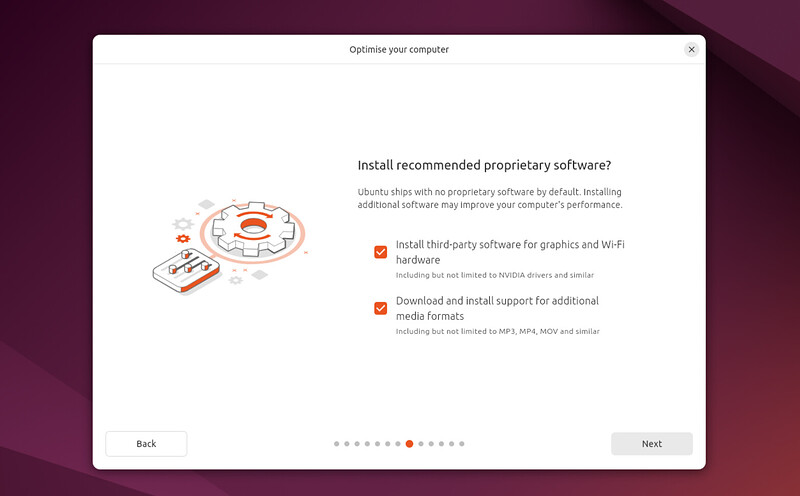 Optimise your computer
Install recommended proprietary software?
Ubuntu ships with no proprietary software by default. Installing
additional software may improve your computer's performance.
Install third-party software for graphics and Wi-Fi
hardware
Including but not limited to NVIDIA drivers and similar
Download and install support for additional
media formats
Including but not limited to MP3, MP4, MOV and similar
Back
Next